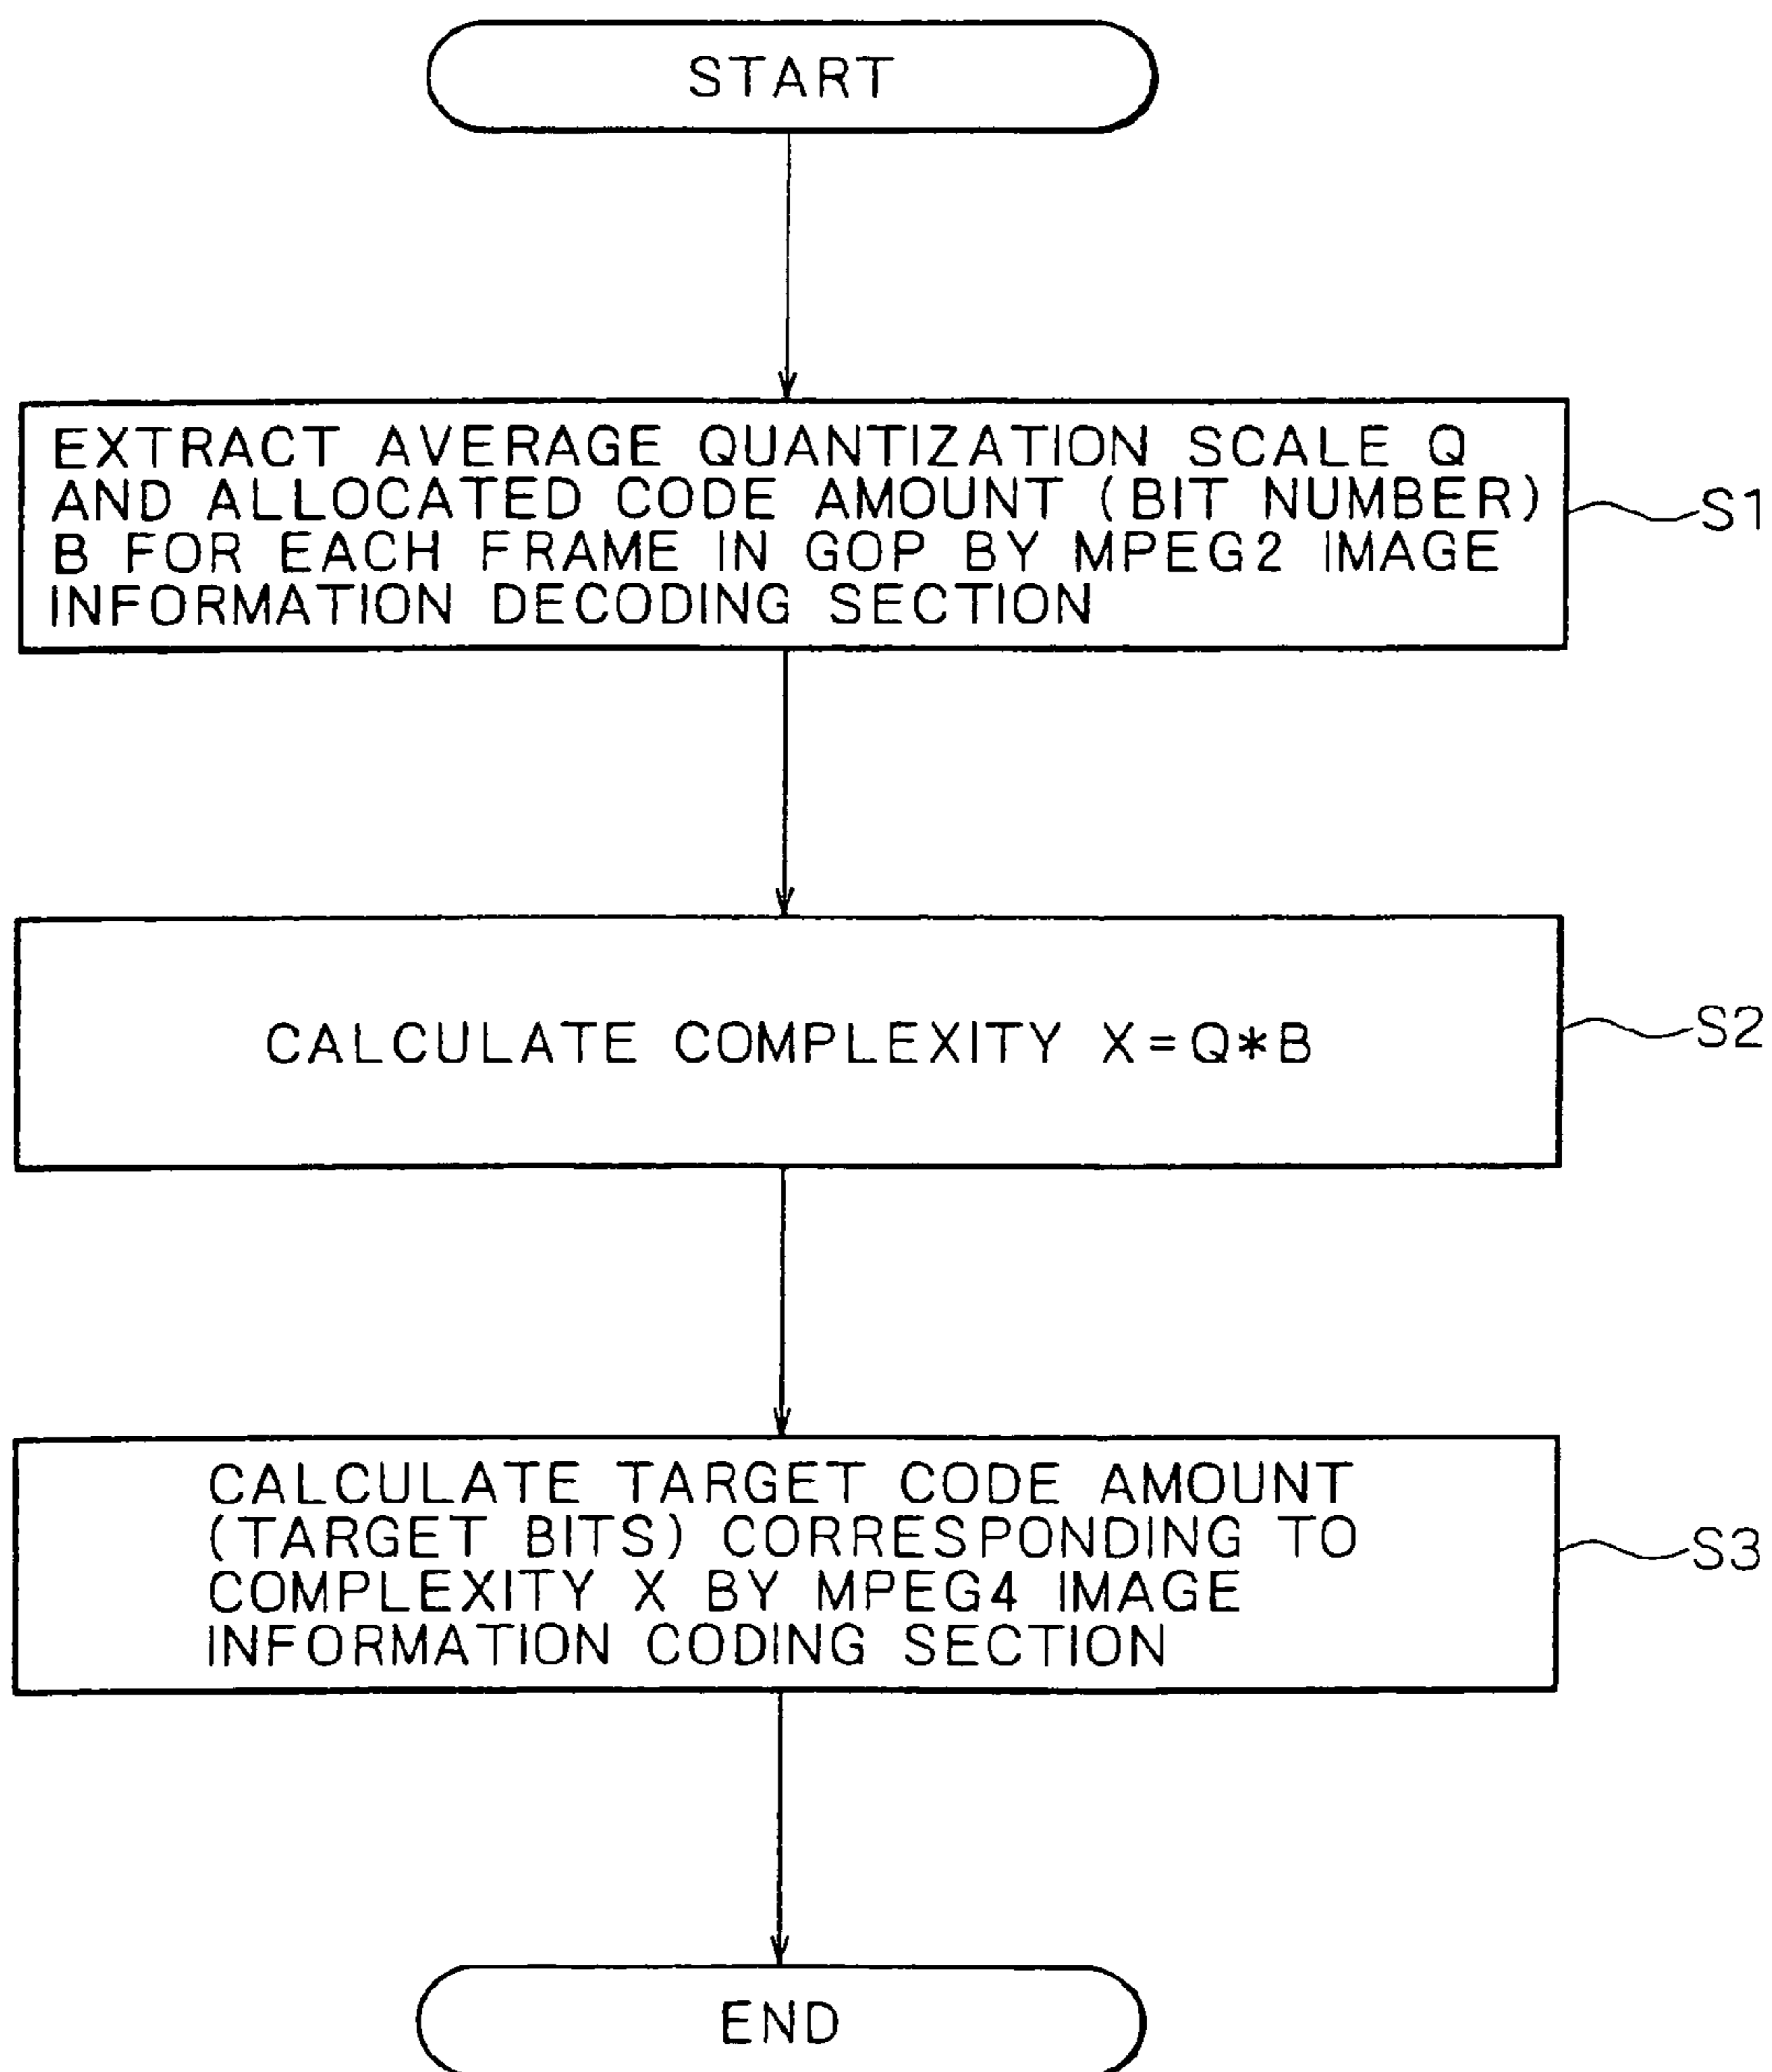 START
EXTRACT AVERAGE QUANTIZATION SCALE Q
AND ALLOCATED CODE AMOUNT (BIT NUMBER)
B FOR EACH FRAME IN GOP BY MPEG2 IMAGE
INFORMATION DECODING SECTION
S1
CALCULATE COMPLEXITY X=Q*B
S2
CALCULATE TARGET CODE AMOUNT
(TARGET BITS) CORRESPONDING TO
COMPLEXITY X BY MPEG4 IMAGE
INFORMATION CODING SECTION
S3
END